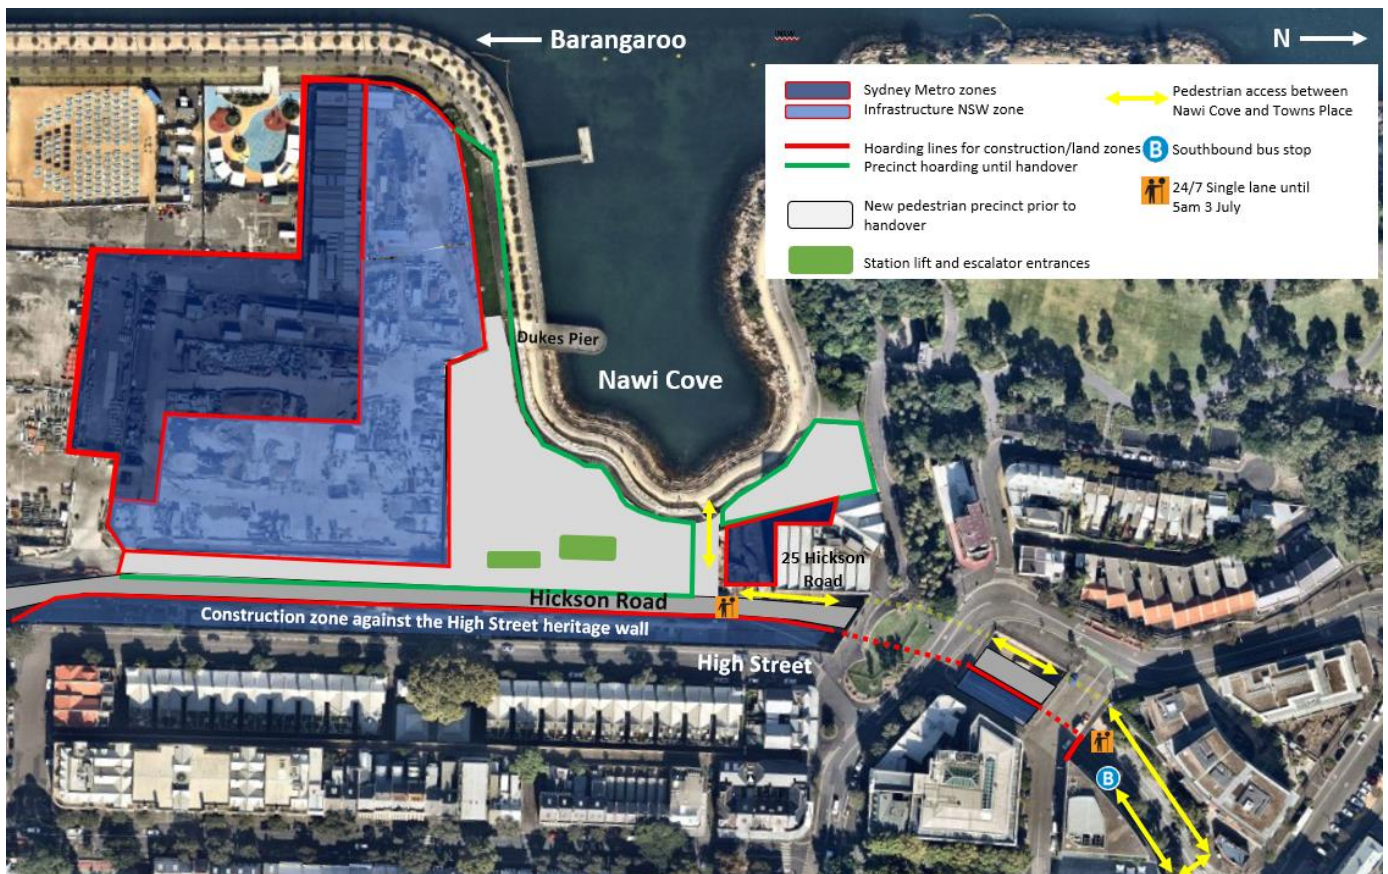 Barangaroo
N
Sydney Metro zones
Infrastructure NSW zone
Hoarding lines for construction/land zones
Precinct hoarding until handover
New pedestrian precinct prior to
handover
Station lift and escalator entrances
Pedestrian access between
Nawi Cove and Towns Place
B Southbound bus stop
24/7 Single lane until
5am 3 July
Dukes Pier
Nawi Cove
25 Hickson
Road
Hickson Road
Construction zone against the High Street heritage wall
High Street
B